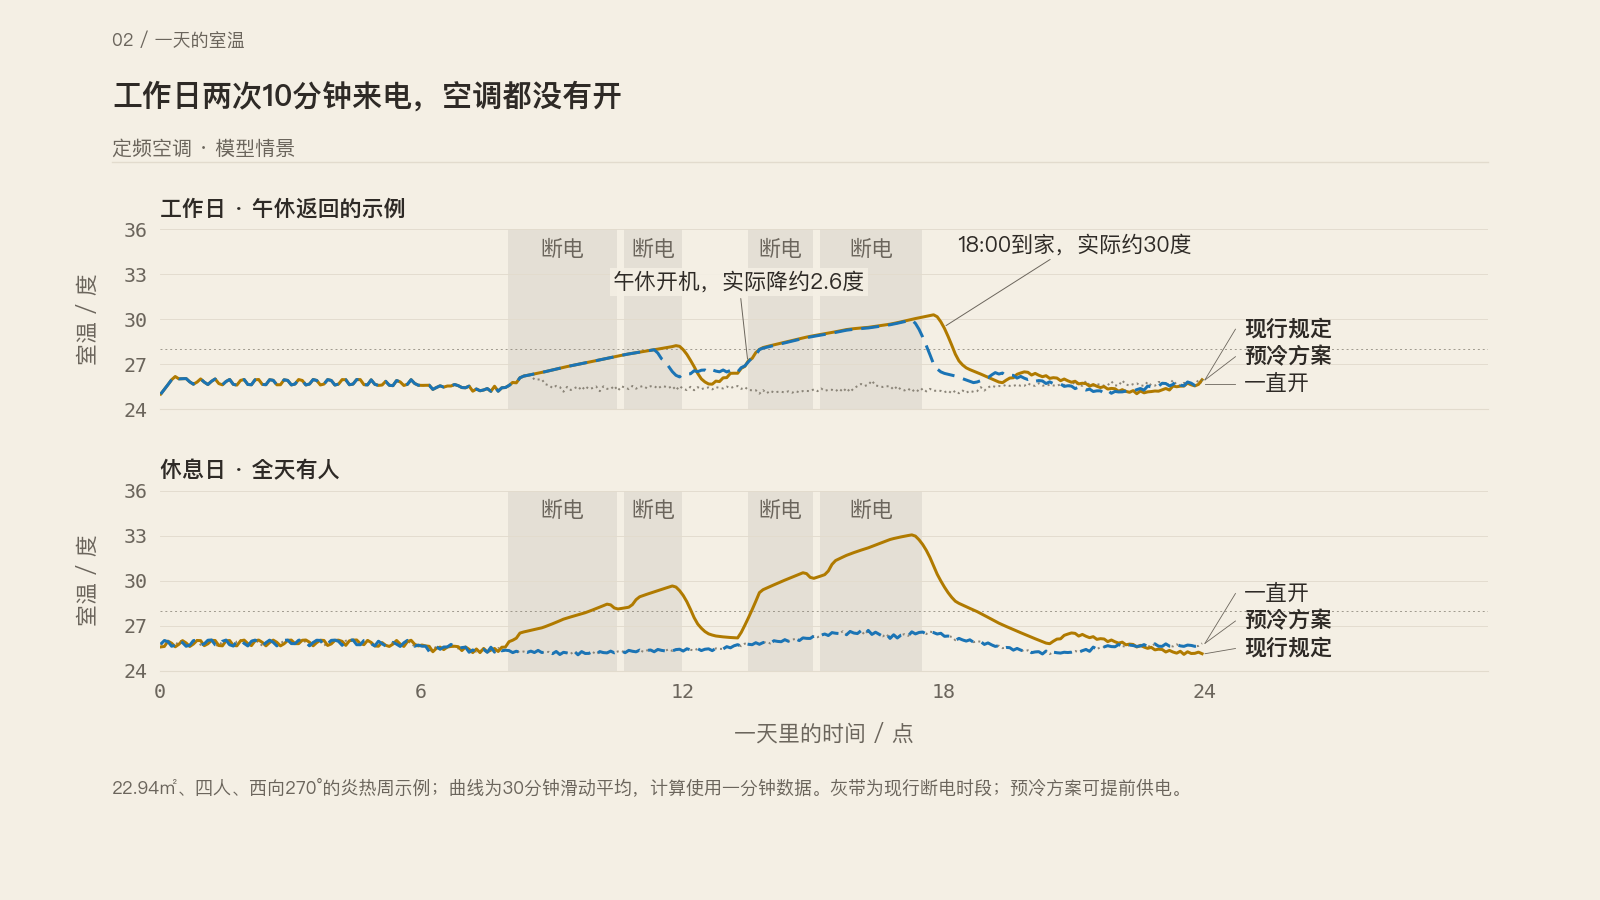 02 / 一天的室温
工作日两次10分钟来电，空调都没有开
定频空调 · 模型情景
工作日 · 午休返回的示例
36
33
30
27
24
室温 / 度
断电
断电
断电
断电
午休开机，实际降约2.6度
18:00到家，实际约30度
现行规定
预冷方案
一直开
休息日 · 全天有人
36
33
30
27
24
室温 / 度
断电
断电
断电
断电
一直开
预冷方案
现行规定
0
6
12
18
24
一天里的时间 / 点
22.94㎡、四人、西向270°的炎热周示例；曲线为30分钟滑动平均，计算使用一分钟数据。灰带为现行断电时段；预冷方案可提前供电。